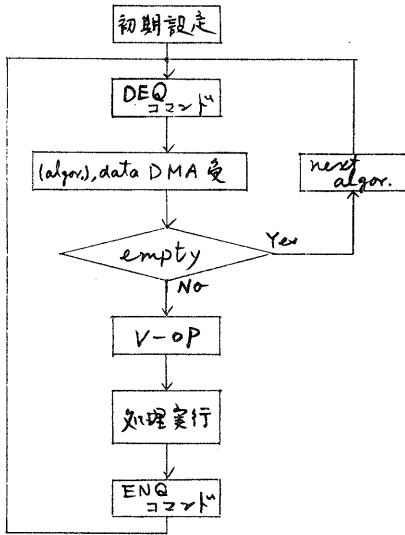 初期設定
DEQ
コマンド
(algor.), data DMA 受
next
algor.
empty
Yes
No
V-OP
処理実行
ENQ
コマンド